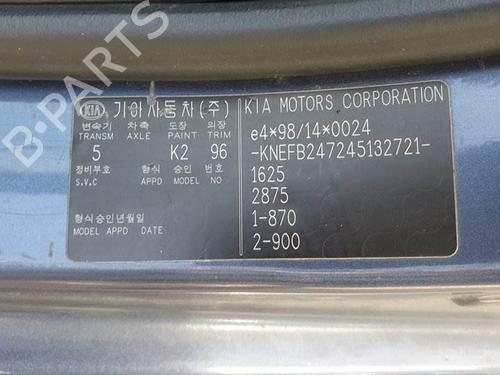 B-PARTS
KIA 기아자동차(주)
변속기 차축 도장 의장
TRANSM AXLE PAINT TRIM
5 K2 96
정비부호 형식 승인 번호
S.V.C APPD MODEL NO
형식승인년월일
MODEL APPD DATE
KIA MOTORS CORPORATION
e4*98/14*0024
-KNEFB247245132721-
1625
2875
1-870
2-900